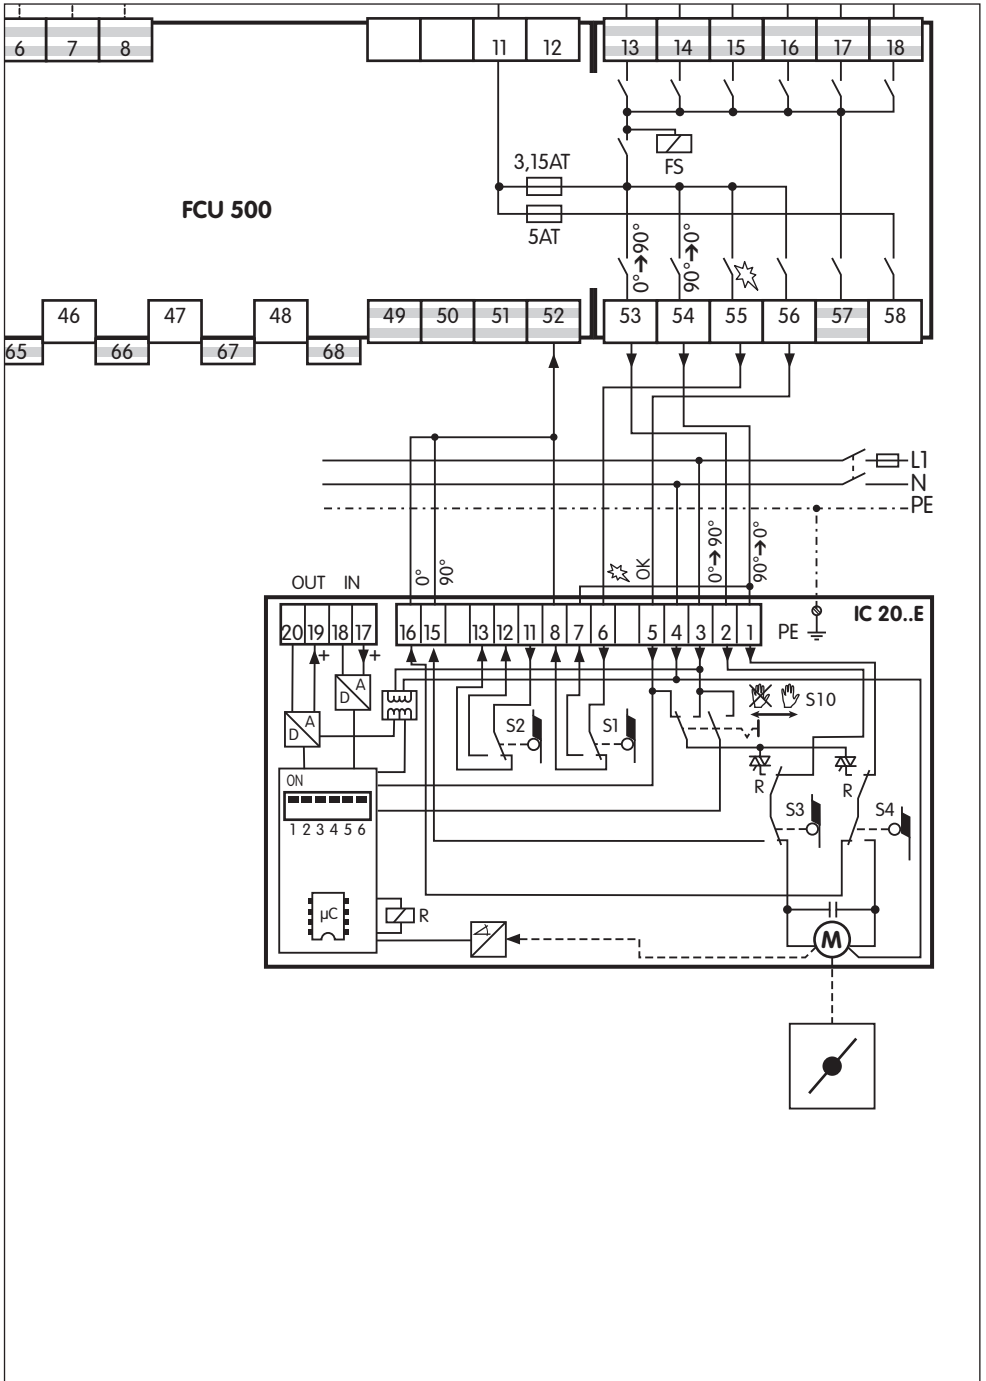 6 7 8 11 12 13 14 15 16 17 18
3,15AT
FS
FCU 500
5AT
0°➔90°
90°➔0°
46 47 48 49 50 51 52 53 54 55 56 57 58
65 66 67 68
L1
N
PE
0°
90°
OK
0°➔90°
90°➔0°
OUT IN
IC 20..E
20 19 18 17 16 15 13 12 11 8 7 6 5 4 3 2 1 PE
+ +
D A
D A
S2 S1 S10
ON
1 2 3 4 5 6
R R
S3 S4
µC
R
M